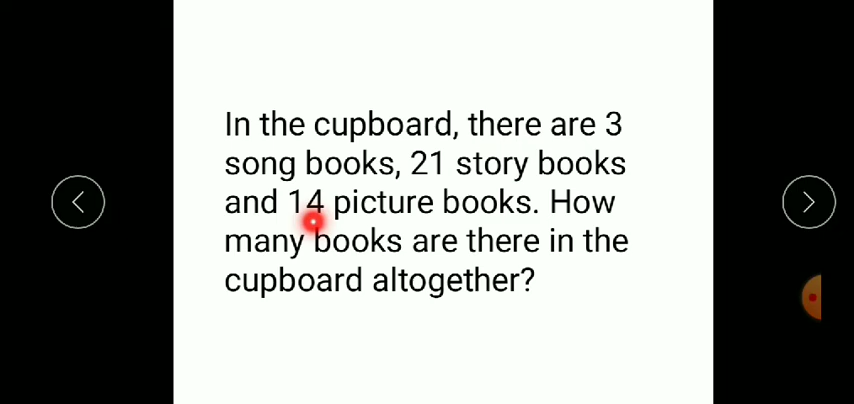 In the cupboard, there are 3
song books, 21 story books
and 14 picture books. How
many books are there in the
cupboard altogether?